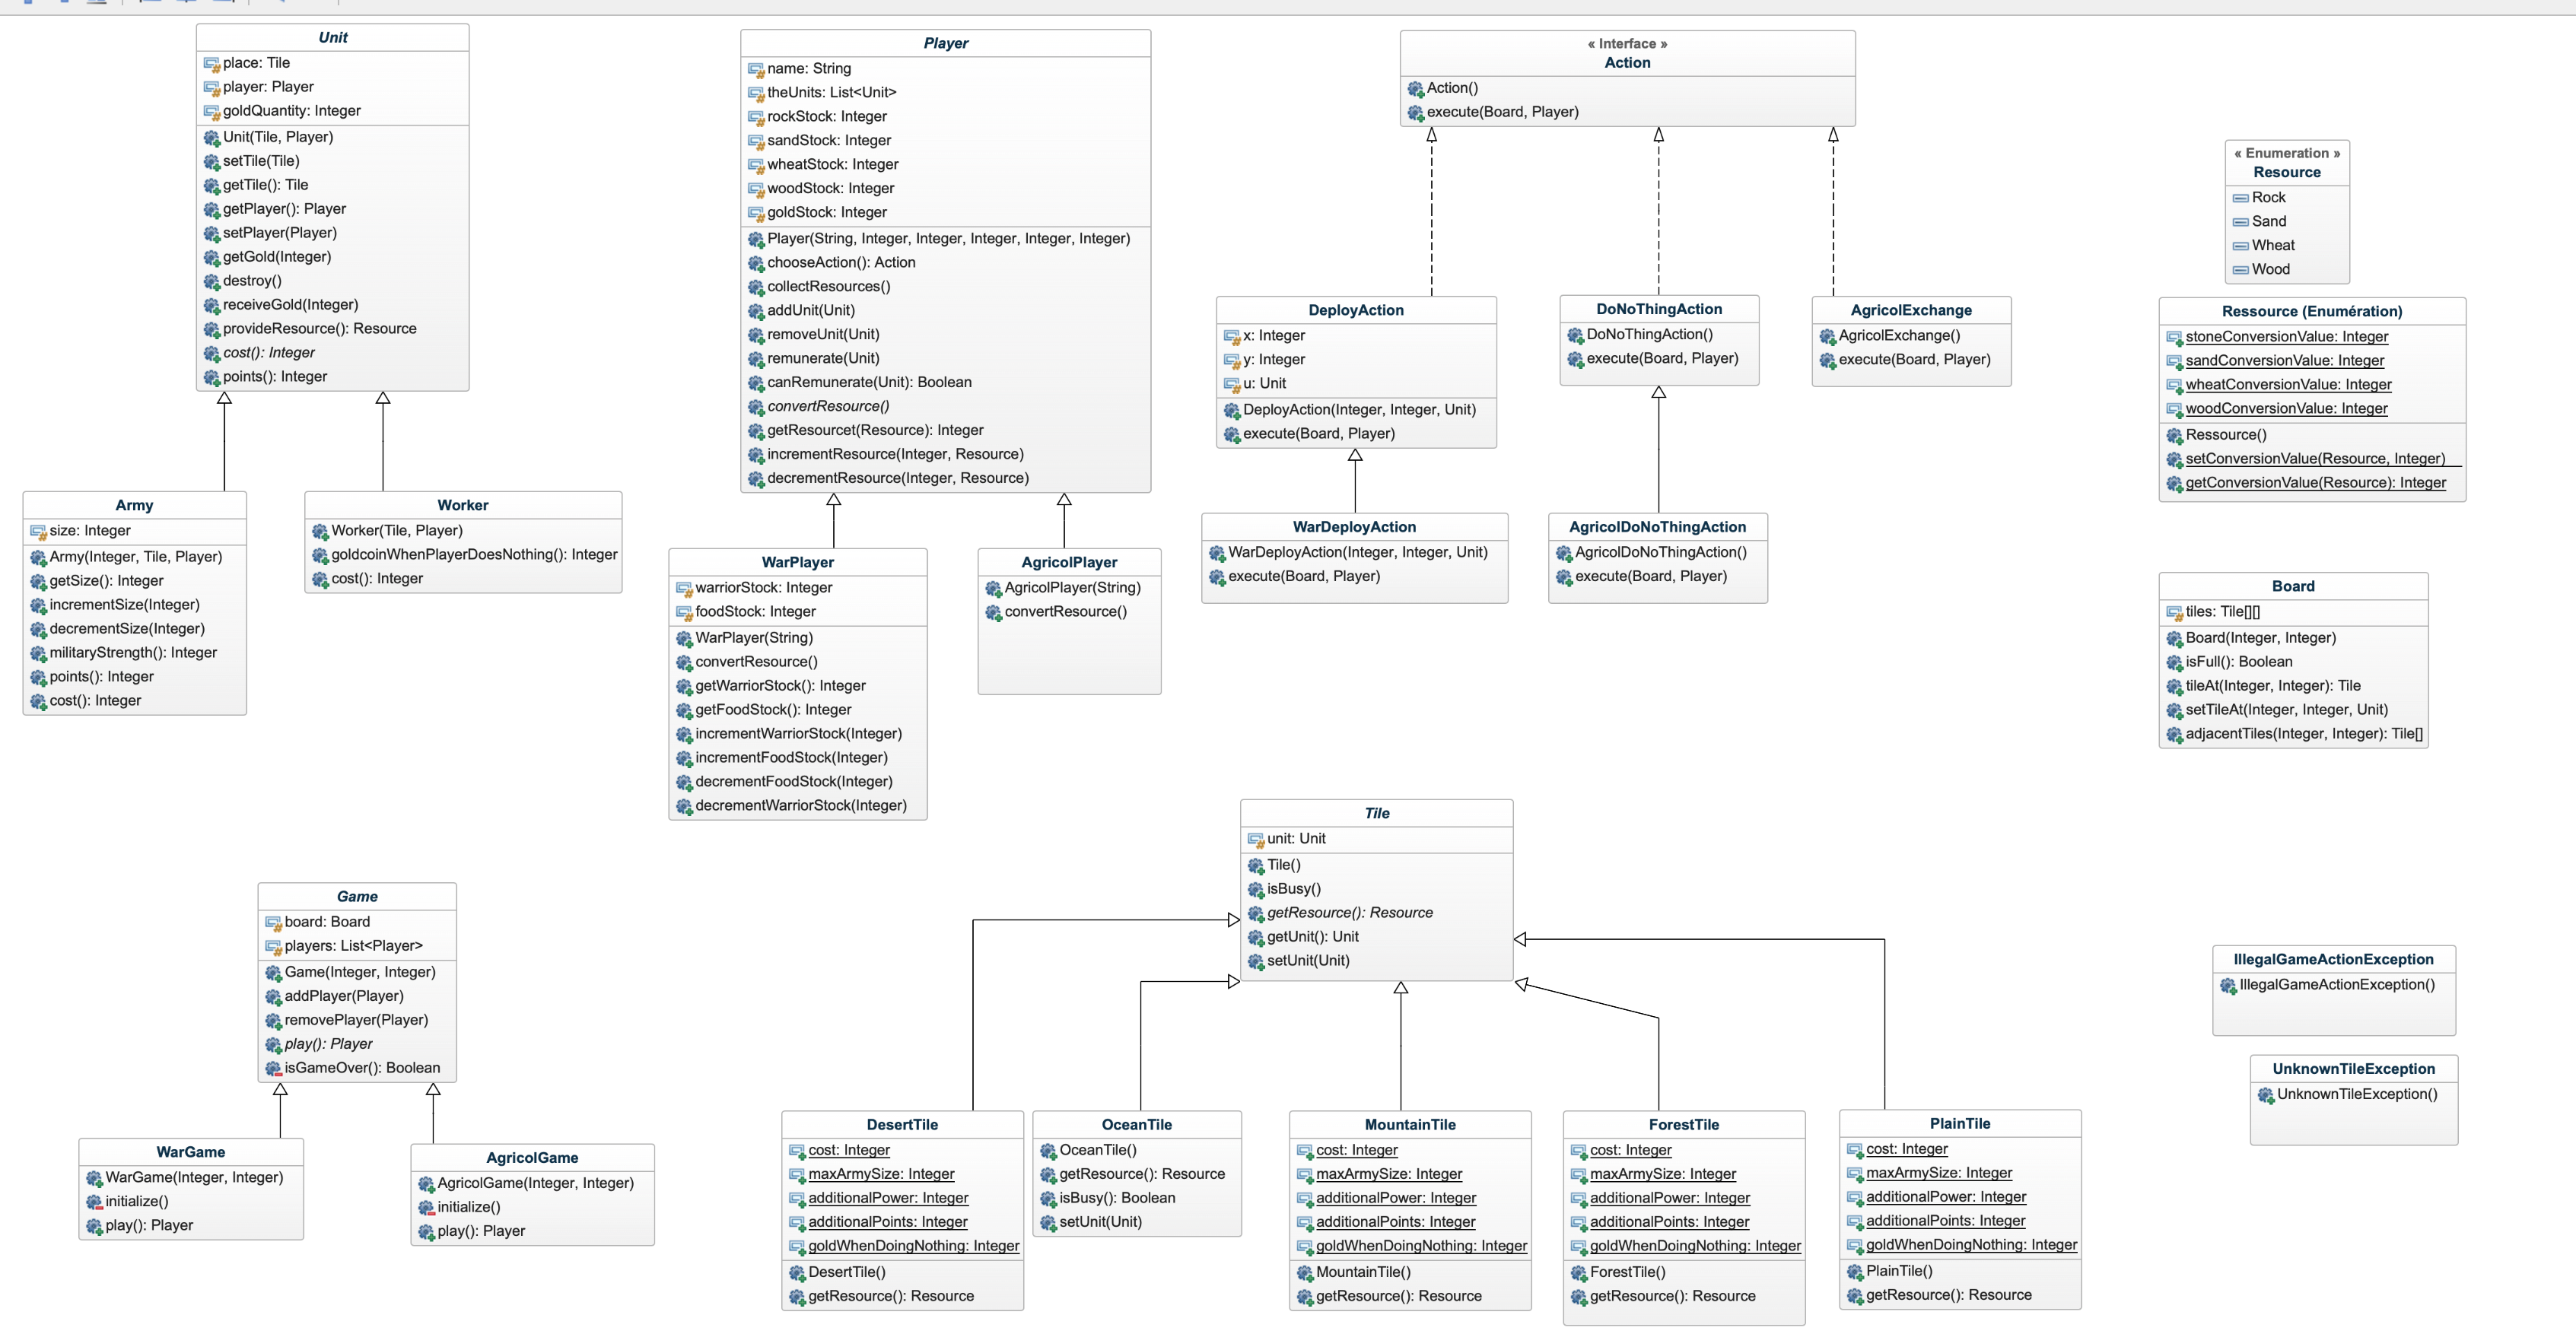 Unit
place: Tile
player: Player
goldQuantity: Integer
Unit(Tile, Player)
setTile(Tile)
getTile(): Tile
getPlayer(): Player
setPlayer(Player)
getGold(Integer)
destroy()
receiveGold(Integer)
provideResource(): Resource
cost(): Integer
points(): Integer
Army
size: Integer
Army(Integer, Tile, Player)
getSize(): Integer
incrementSize(Integer)
decrementSize(Integer)
militaryStrength(): Integer
points(): Integer
cost(): Integer
Worker
Worker(Tile, Player)
goldcoinWhenPlayerDoesNothing(): Integer
cost(): Integer
Player
name: String
theUnits: List<Unit>
rockStock: Integer
sandStock: Integer
wheatStock: Integer
woodStock: Integer
goldStock: Integer
Player(String, Integer, Integer, Integer, Integer, Integer)
chooseAction(): Action
collectResources()
addUnit(Unit)
removeUnit(Unit)
remunerate(Unit)
canRemunerate(Unit): Boolean
convertResource()
getResourcet(Resource): Integer
incrementResource(Integer, Resource)
decrementResource(Integer, Resource)
WarPlayer
warriorStock: Integer
foodStock: Integer
WarPlayer(String)
convertResource()
getWarriorStock(): Integer
getFoodStock(): Integer
incrementWarriorStock(Integer)
incrementFoodStock(Integer)
decrementFoodStock(Integer)
decrementWarriorStock(Integer)
AgricolPlayer
AgricolPlayer(String)
convertResource()
« Interface »
Action
Action()
execute(Board, Player)
DeployAction
x: Integer
y: Integer
u: Unit
DeployAction(Integer, Integer, Unit)
execute(Board, Player)
DoNoThingAction
DoNoThingAction()
execute(Board, Player)
AgricolExchange
AgricolExchange()
execute(Board, Player)
WarDeployAction
WarDeployAction(Integer, Integer, Unit)
execute(Board, Player)
AgricolDoNoThingAction
AgricolDoNoThingAction()
execute(Board, Player)
« Enumeration »
Resource
Rock
Sand
Wheat
Wood
Ressource (Enumération)
stoneConversionValue: Integer
sandConversionValue: Integer
wheatConversionValue: Integer
woodConversionValue: Integer
Ressource()
setConversionValue(Resource, Integer)
getConversionValue(Resource): Integer
Board
tiles: Tile[][]
Board(Integer, Integer)
isFull(): Boolean
tileAt(Integer, Integer): Tile
setTileAt(Integer, Integer, Unit)
adjacentTiles(Integer, Integer): Tile[]
Game
board: Board
players: List<Player>
Game(Integer, Integer)
addPlayer(Player)
removePlayer(Player)
play(): Player
isGameOver(): Boolean
WarGame
WarGame(Integer, Integer)
initialize()
play(): Player
AgricolGame
AgricolGame(Integer, Integer)
initialize()
play(): Player
Tile
unit: Unit
Tile()
isBusy()
getResource(): Resource
getUnit(): Unit
setUnit(Unit)
DesertTile
cost: Integer
maxArmySize: Integer
additionalPower: Integer
additionalPoints: Integer
goldWhenDoingNothing: Integer
DesertTile()
getResource(): Resource
OceanTile
OceanTile()
getResource(): Resource
isBusy(): Boolean
setUnit(Unit)
MountainTile
cost: Integer
maxArmySize: Integer
additionalPower: Integer
additionalPoints: Integer
goldWhenDoingNothing: Integer
MountainTile()
getResource(): Resource
ForestTile
cost: Integer
maxArmySize: Integer
additionalPower: Integer
additionalPoints: Integer
goldWhenDoingNothing: Integer
ForestTile()
getResource(): Resource
PlainTile
cost: Integer
maxArmySize: Integer
additionalPower: Integer
additionalPoints: Integer
goldWhenDoingNothing: Integer
PlainTile()
getResource(): Resource
IllegalGameActionException
IllegalGameActionException()
UnknownTileException
UnknownTileException()